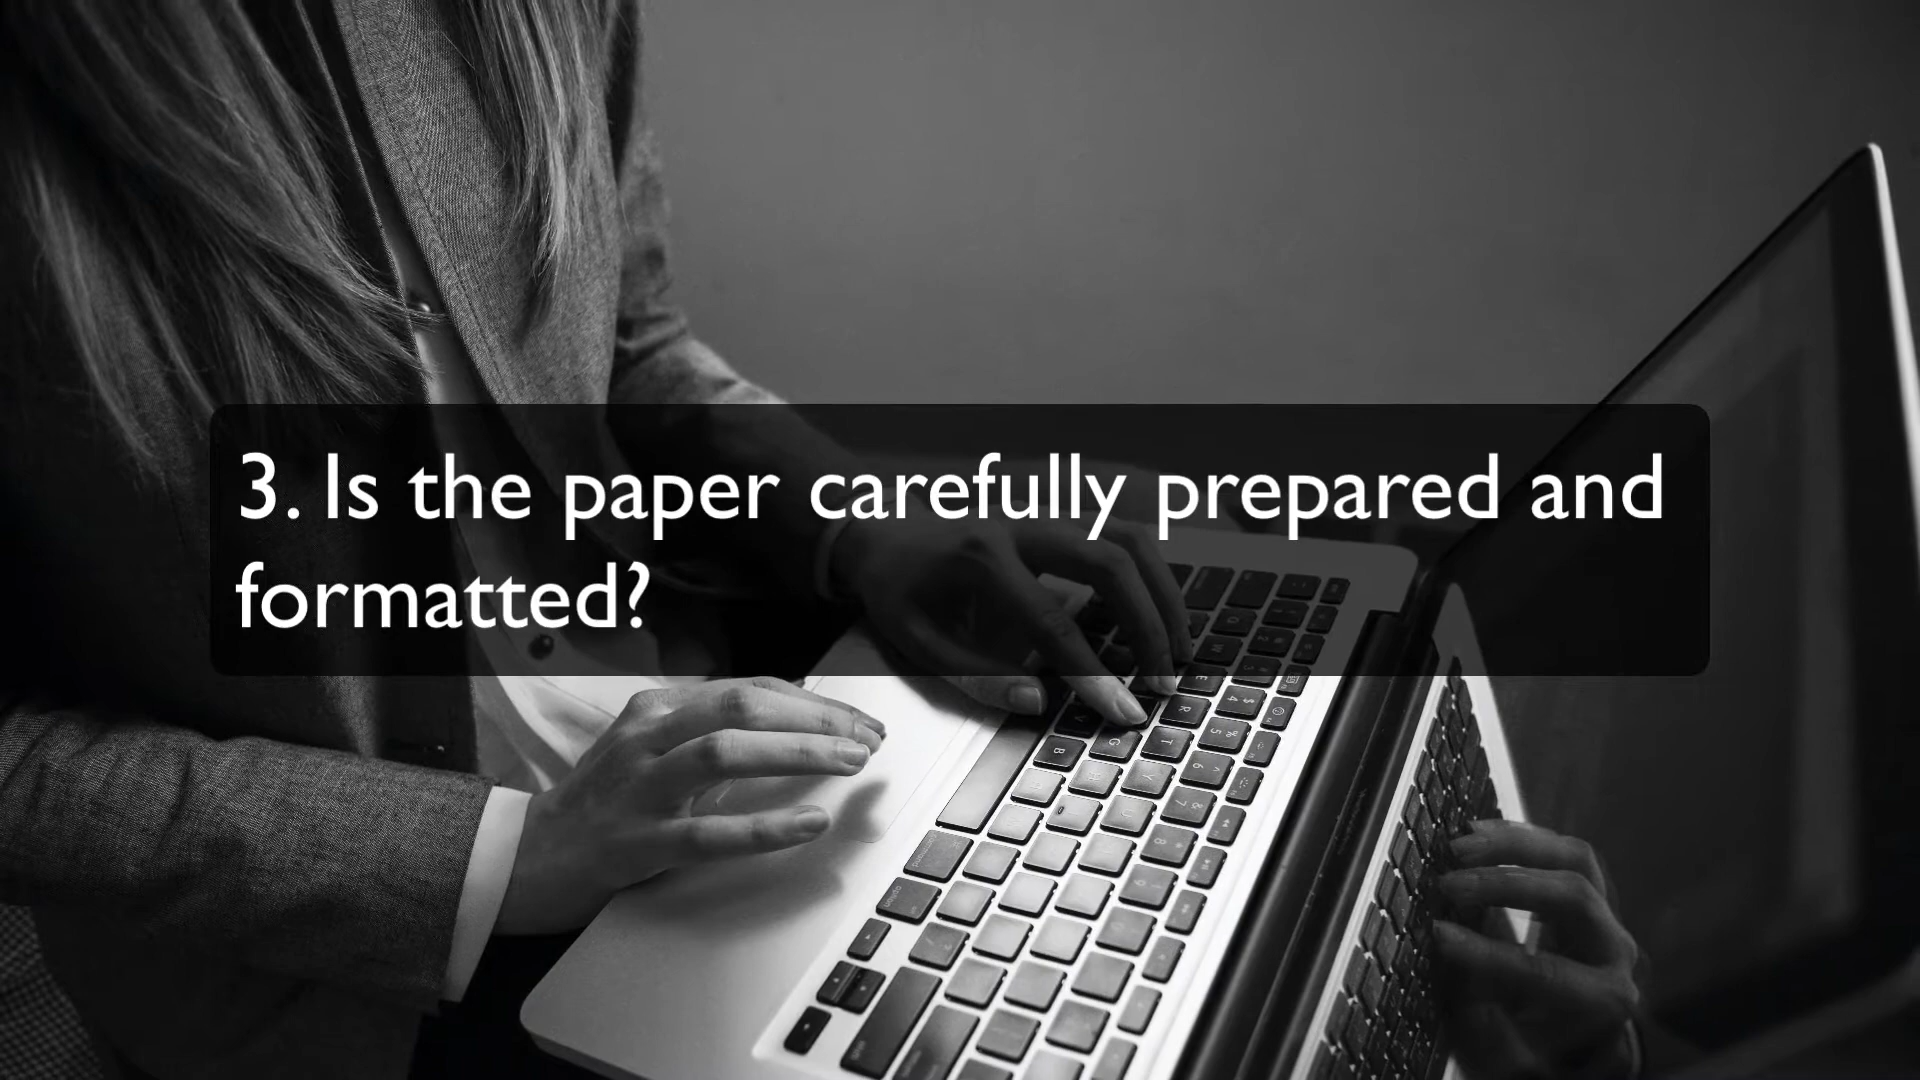 3. Is the paper carefully prepared and
formatted?